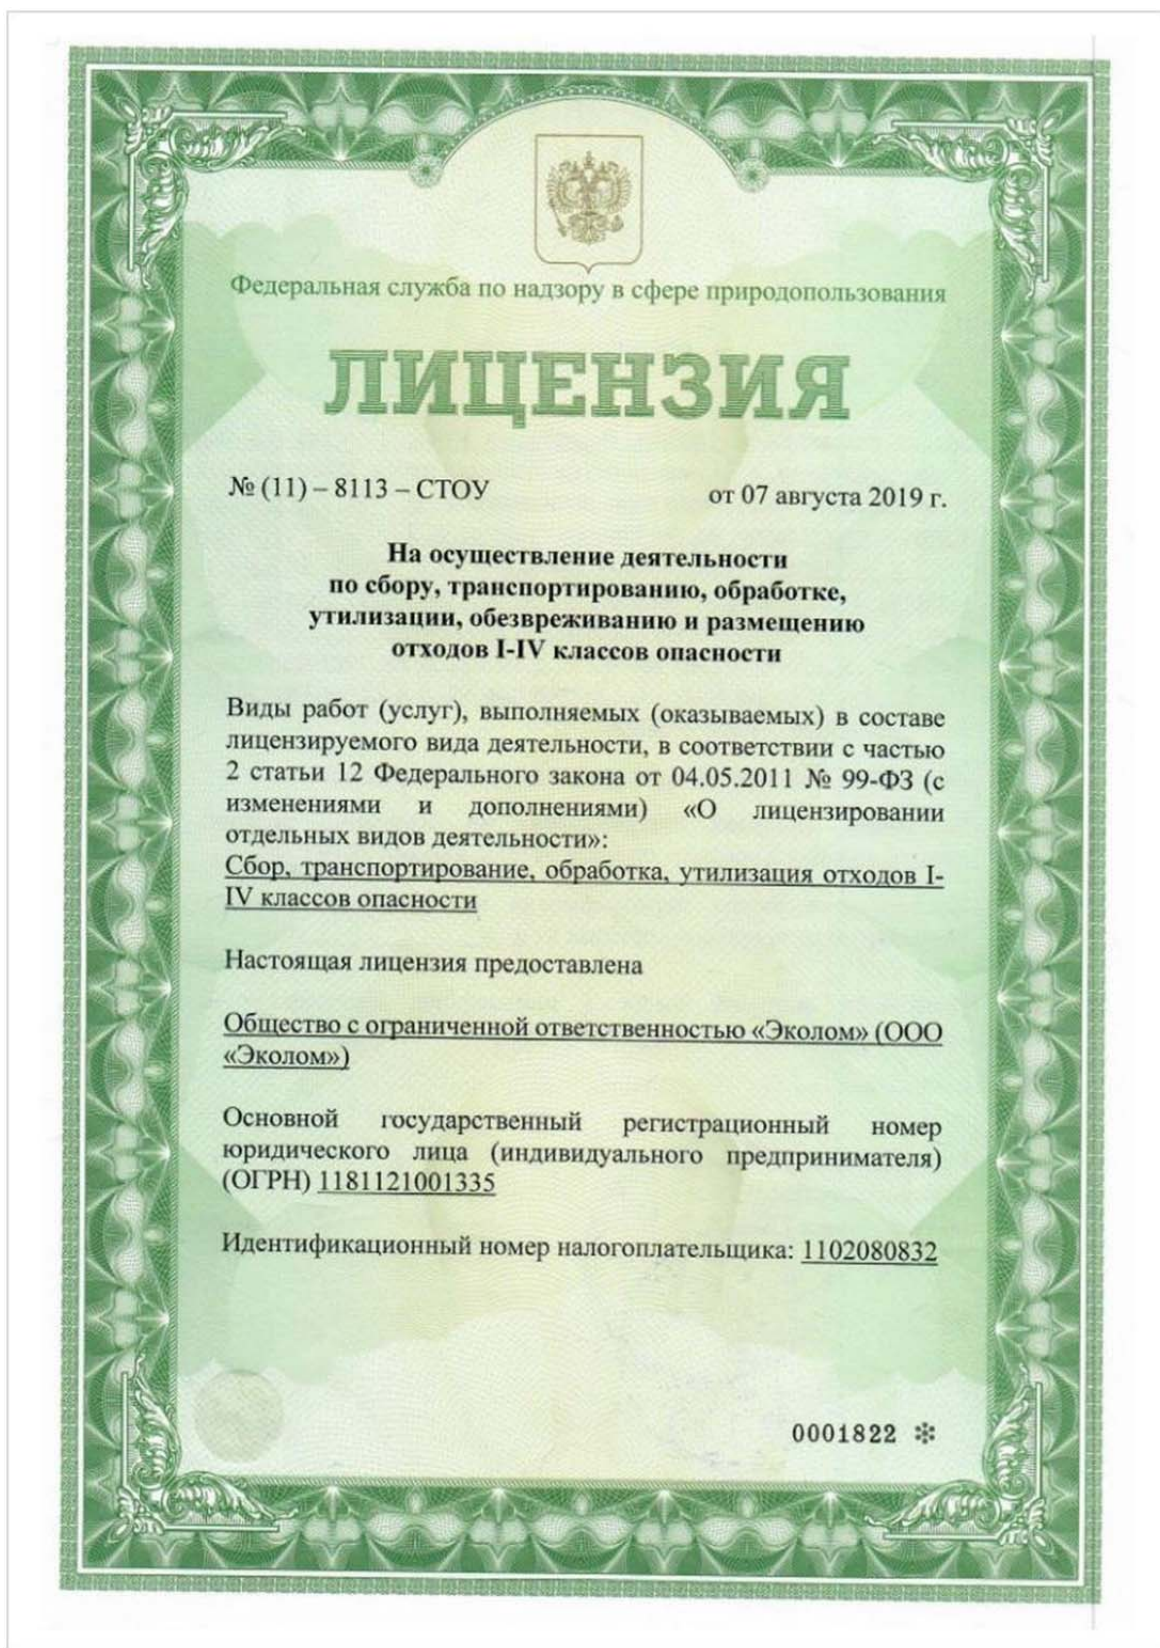 Федеральная служба по надзору в сфере природопользования
ЛИЦЕНЗИЯ
№ (11) – 8113 – СТОУ
от 07 августа 2019 г.
На осуществление деятельности
по сбору, транспортированию, обработке,
утилизации, обезвреживанию и размещению
отходов I-IV классов опасности
Виды работ (услуг), выполняемых (оказываемых) в составе
лицензируемого вида деятельности, в соответствии с частью
2 статьи 12 Федерального закона от 04.05.2011 № 99-ФЗ (с
изменениями и дополнениями) «О лицензировании
отдельных видов деятельности»:
Сбор, транспортирование, обработка, утилизация отходов I-
IV классов опасности
Настоящая лицензия предоставлена
Общество с ограниченной ответственностью «Эколом» (ООО
«Эколом»)
Основной государственный регистрационный номер
юридического лица (индивидуального предпринимателя)
(ОГРН) 1181121001335
Идентификационный номер налогоплательщика: 1102080832
0001822 ❇